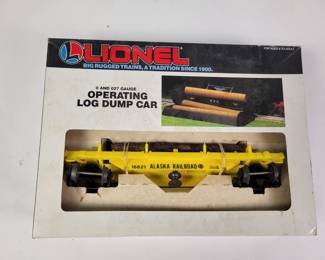 LIONEL
BIG RUGGED TRAINS, A TRADITION SINCE 1900.
O AND O27 GAUGE
OPERATING
LOG DUMP CAR
ALASKA RAILROAD